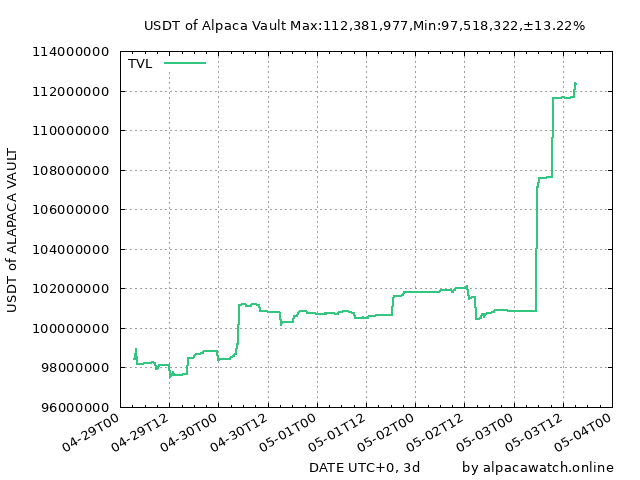 USDT of Alpaca Vault Max:112,381,977,Min:97,518,322,±13.22%
TVL
USDT of ALAPACA VAULT
114000000
112000000
110000000
108000000
106000000
104000000
102000000
100000000
98000000
96000000
04-29T00
04-29T12
04-30T00
04-30T12
05-01T00
05-01T12
05-02T00
05-02T12
05-03T00
05-03T12
05-04T00
DATE UTC+0, 3d
by alpacawatch.online